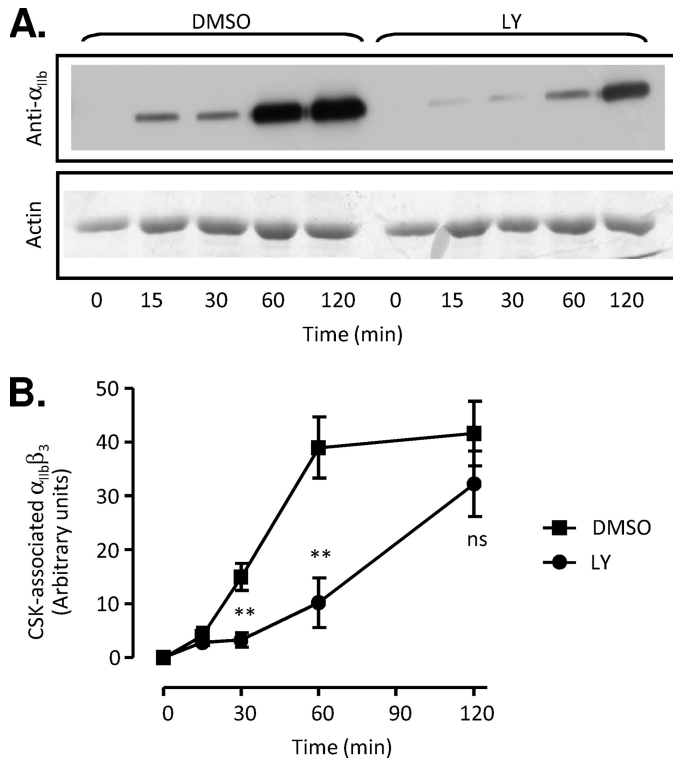 A.
DMSO LY
Anti-αIIb
Actin
0 15 30 60 120 0 15 30 60 120
Time (min)
B.
CSK-associated αIIbβ3
(Arbitrary units)
50
40
30
20
10
0
**
**
ns
DMSO
LY
0 30 60 90 120
Time (min)